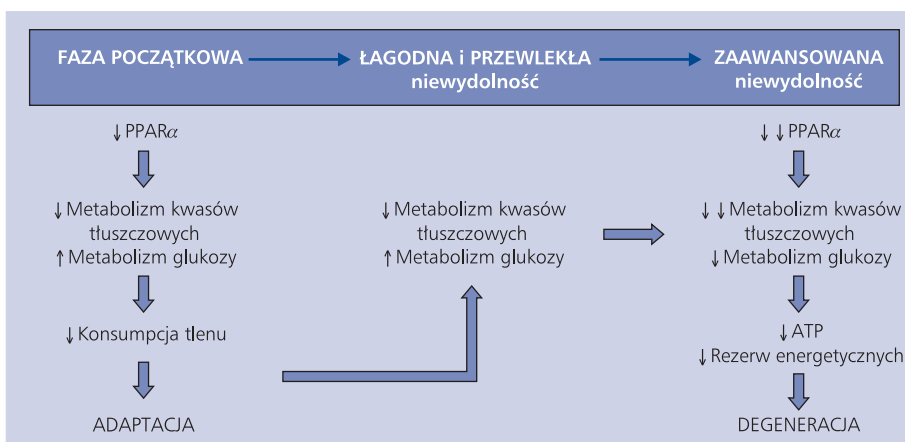 FAZA POCZĄTKOWA
ŁAGODNA i PRZEWLEKŁA
niewydolność
ZAAWANSOWANA
niewydolność
↓ PPARα
↓ Metabolizm kwasów
tłuszczowych
↑ Metabolizm glukozy
↓ Konsumpcja tlenu
ADAPTACJA
↓ Metabolizm kwasów
tłuszczowych
↑ Metabolizm glukozy
↓ ↓ PPARα
↓ ↓ Metabolizm kwasów
tłuszczowych
↓ Metabolizm glukozy
↓ ATP
↓ Rezerw energetycznych
DEGENERACJA